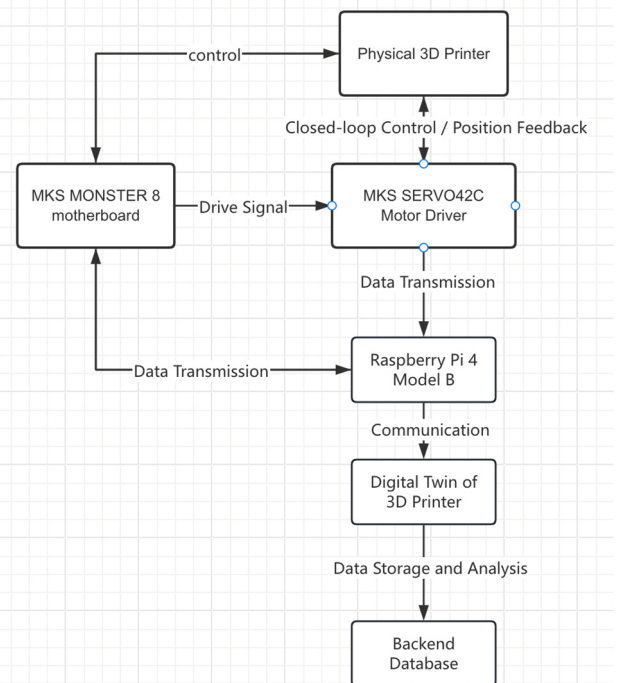 Physical 3D Printer
control
Closed-loop Control / Position Feedback
MKS MONSTER 8
motherboard
Drive Signal
MKS SERVO42C
Motor Driver
Data Transmission
Raspberry Pi 4
Model B
Data Transmission
Communication
Digital Twin of
3D Printer
Data Storage and Analysis
Backend
Database